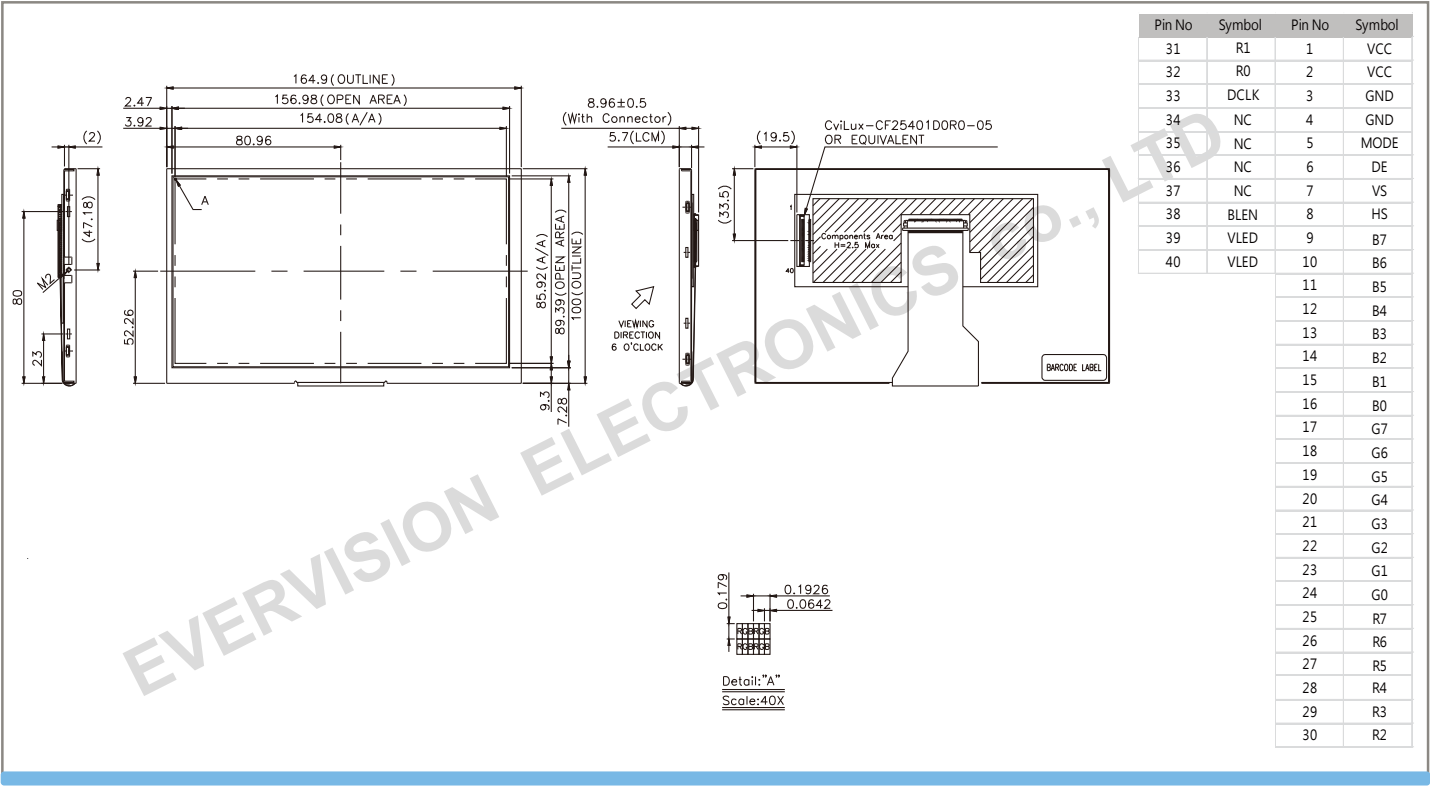 164.9(OUTLINE)
156.98(OPEN AREA)
154.08(A/A)
80.96
2.47
3.92
(2)
(47.18)
M2
80
23
A
52.26
85.92(A/A)
89.39(OPEN AREA)
100(OUTLINE)
9.3
7.28
8.96±0.5
(With Connector)
5.7(LCM)
VIEWING
DIRECTION
6 O'CLOCK
(19.5)
(33.5)
CviLux-CF25401D0R0-05
OR EQUIVALENT
1
40
Components Area
H=2.5 Max
BARCODE LABEL
0.179
0.1926
0.0642
RGBRGB
RGBRGB
Detail:"A"
Scale:40X
EVERVISION ELECTRONICS co., LTD
Pin No Symbol Pin No Symbol
31 R1 1 VCC
32 R0 2 VCC
33 DCLK 3 GND
34 NC 4 GND
35 NC 5 MODE
36 NC 6 DE
37 NC 7 VS
38 BLEN 8 HS
39 VLED 9 B7
40 VLED 10 B6
11 B5
12 B4
13 B3
14 B2
15 B1
16 B0
17 G7
18 G6
19 G5
20 G4
21 G3
22 G2
23 G1
24 G0
25 R7
26 R6
27 R5
28 R4
29 R3
30 R2